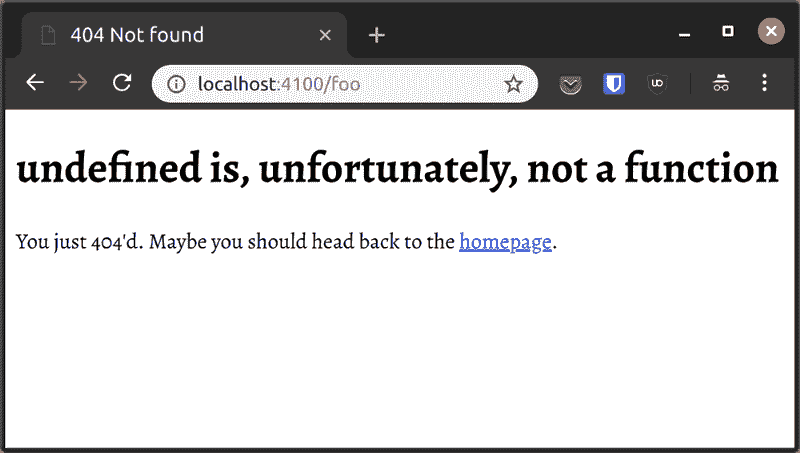 404 Not found
localhost:4100/foo
undefined is, unfortunately, not a function
You just 404'd. Maybe you should head back to the homepage.